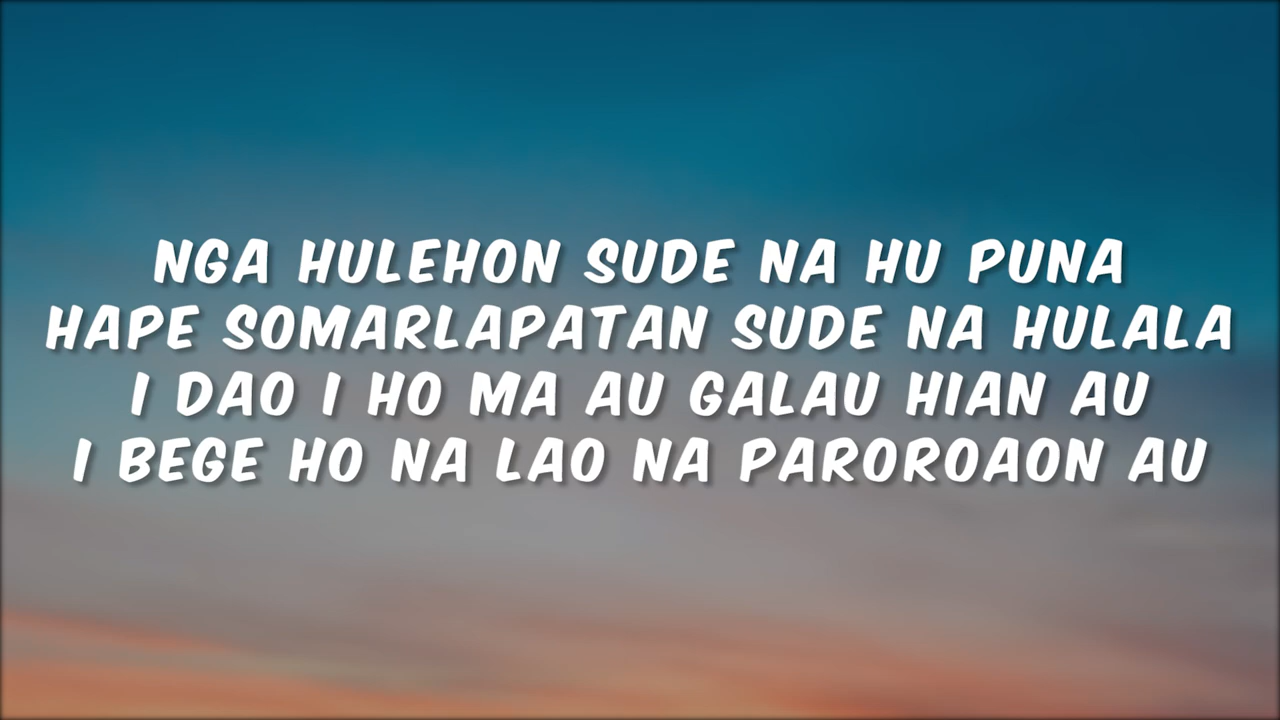 NGA HULEHON SUDE NA HU PUNA
HAPE SOMARLAPATAN SUDE NA HULALA
I DAO I HO MA AU GALAU HIAN AU
I BEGE HO NA LAO NA PAROROAON AU